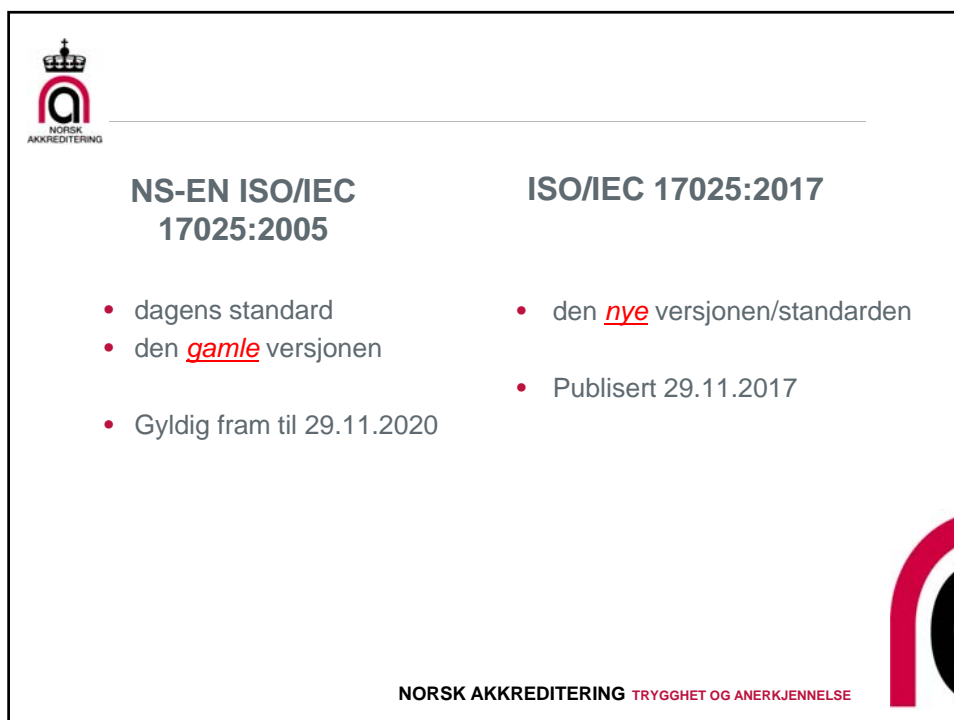 NORSK
AKKREDITERING
NS-EN ISO/IEC
17025:2005
• dagens standard
• den gamle versjonen
• Gyldig fram til 29.11.2020
ISO/IEC 17025:2017
• den nye versjonen/standarden
• Publisert 29.11.2017
NORSK AKKREDITERING TRYGGHET OG ANERKJENNELSE